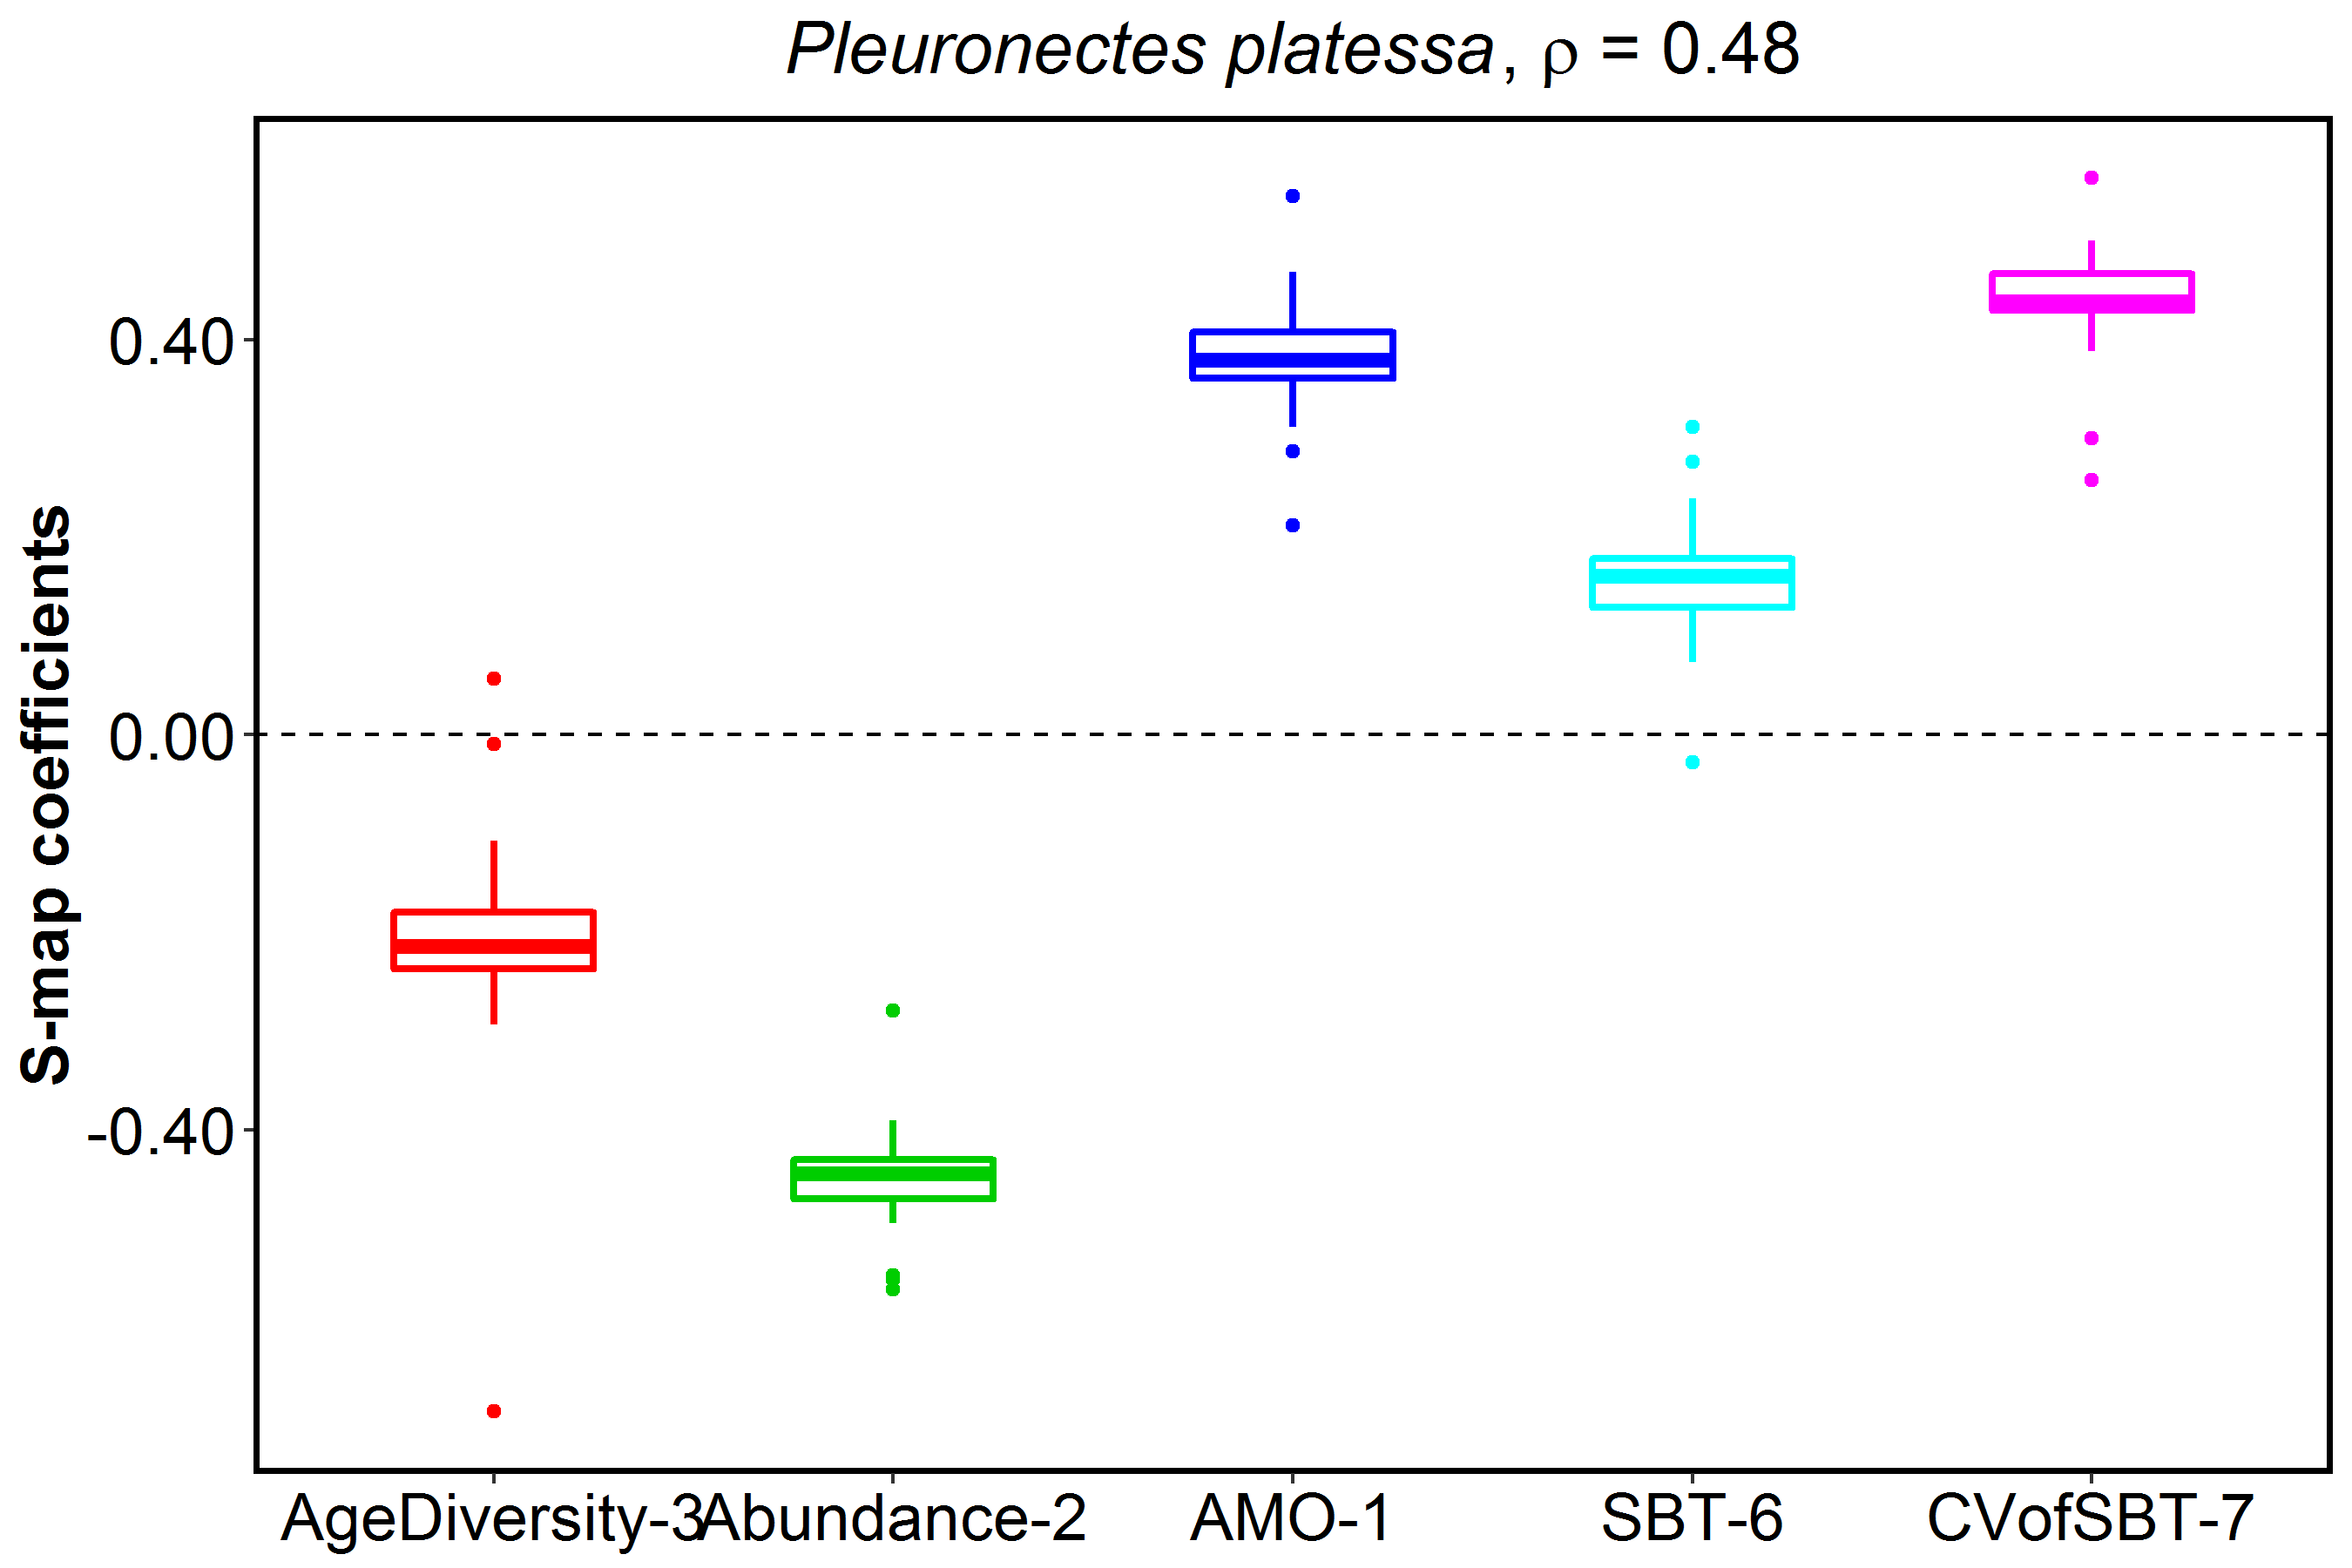 Pleuronectes platessa, ρ = 0.48
S-map coefficients
0.40
0.00
-0.40
AgeDiversity-3 Abundance-2 AMO-1 SBT-6 CVofSBT-7